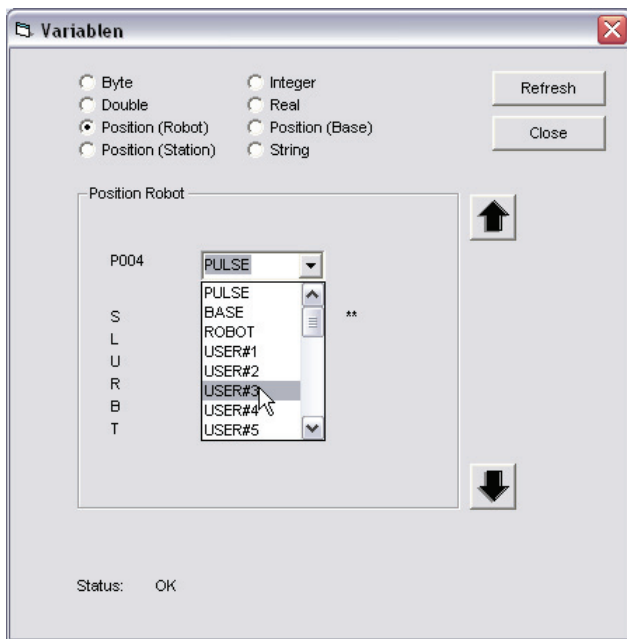 Variablen
Byte Integer Refresh
Double Real
Position (Robot) Position (Base) Close
Position (Station) String
Position Robot
P004 PULSE
PULSE
BASE
S **
ROBOT
L
USER#1
U
USER#2
R
USER#3
B
USER#4
T
USER#5
Status: OK